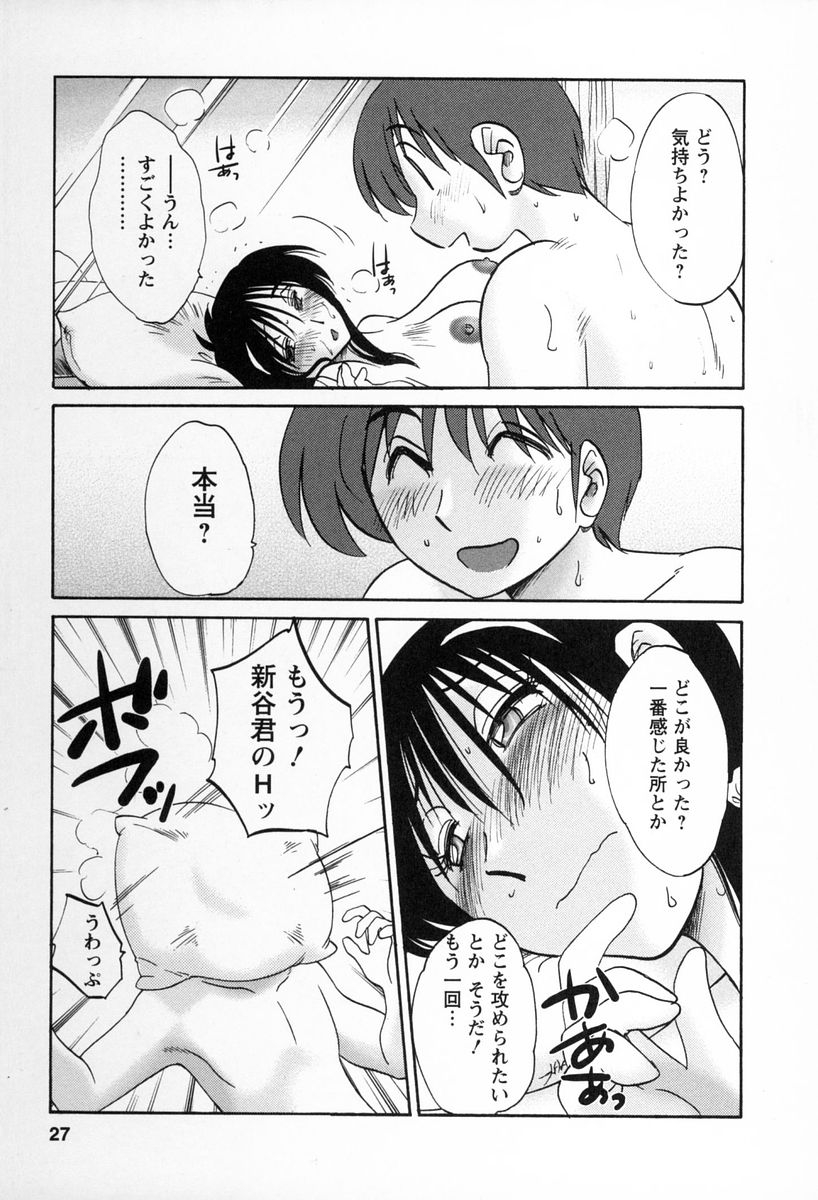 どう?
気持ちよかった?
はぁっ
――うん…
すごくよかった
…………
はぁっ
本当?
どこが良かった?
一番感じた所とか
どこを攻められたい
とか そうだ!
もう一回…
かああっ
もうっ!
新谷君のHッ
ボブッ
うわっぷ
27